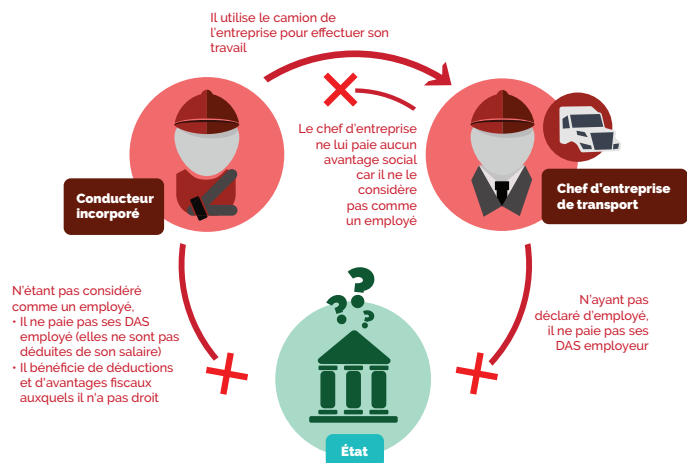 Il utilise le camion de
l'entreprise pour effectuer son
travail
Le chef d'entreprise
ne lui paie aucun
avantage social
car il ne le
considère
pas comme
un employé
Conducteur
incorporé
Chef d'entreprise
de transport
N'étant pas considéré
comme un employé,
• Il ne paie pas ses DAS
employé (elles ne sont pas
déduites de son salaire)
• Il bénéficie de déductions
et d'avantages fiscaux
auxquels il n'a pas droit
N'ayant pas
déclaré d'employé,
il ne paie pas ses
DAS employeur
???
État